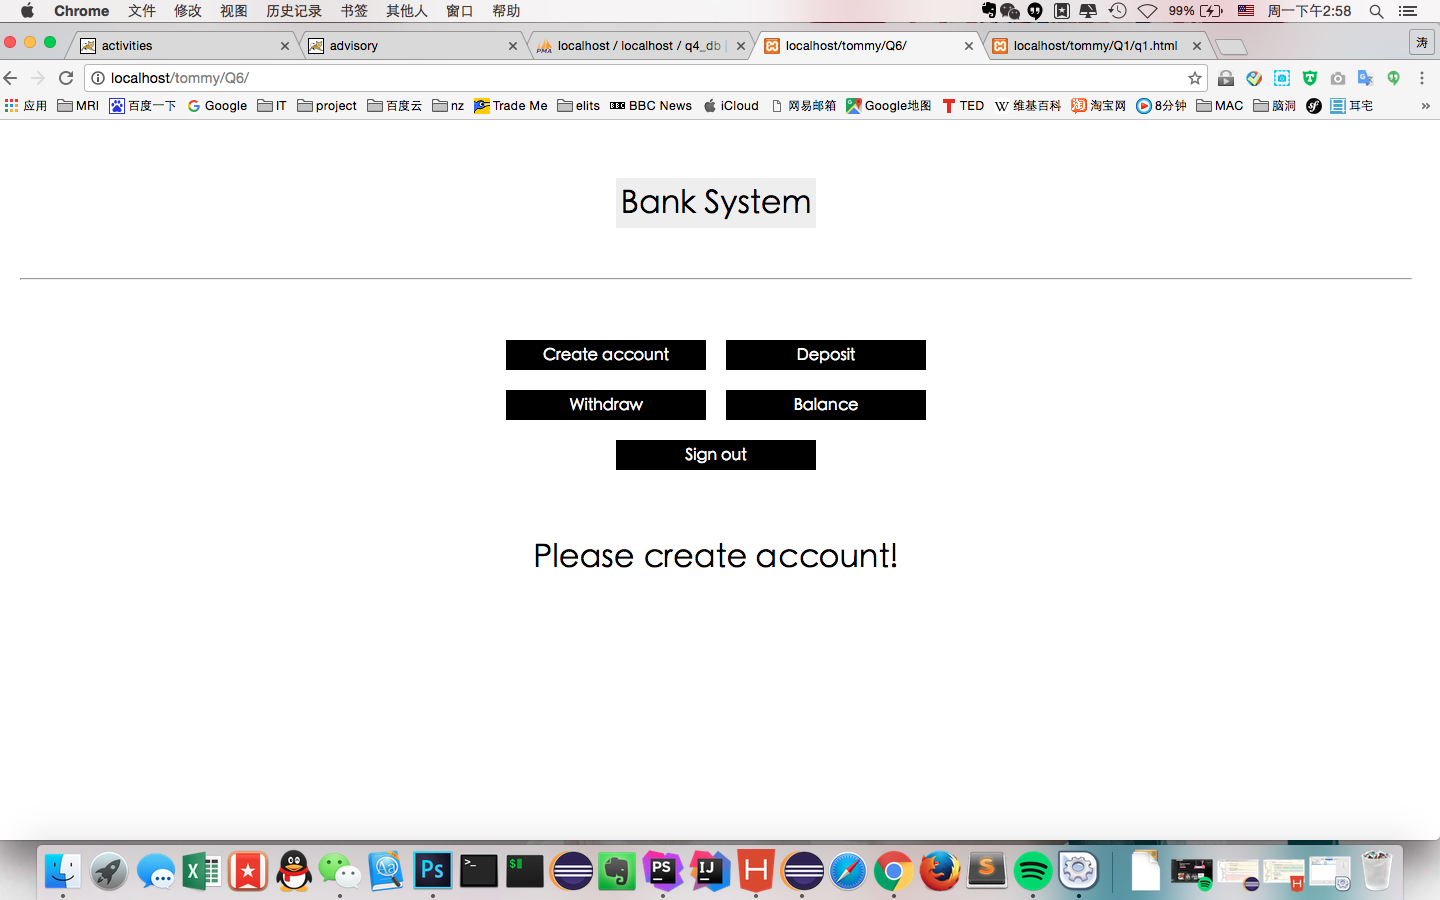 Chrome 文件 修改 视图 历史记录 书签 其他人 窗口 帮助 99% 周一下午2:58
activities advisory localhost / localhost / q4_db localhost/tommy/Q6/ localhost/tommy/Q1/q1.html 涛
localhost/tommy/Q6/
应用 MRI 百度一下 Google IT project 百度云 nz Trade Me elits BBC News iCloud 网易邮箱 Google地图 TED 维基百科 淘宝网 8分钟 MAC 脑洞 耳宅 »
Bank System
Create account Deposit
Withdraw Balance
Sign out
Please create account!